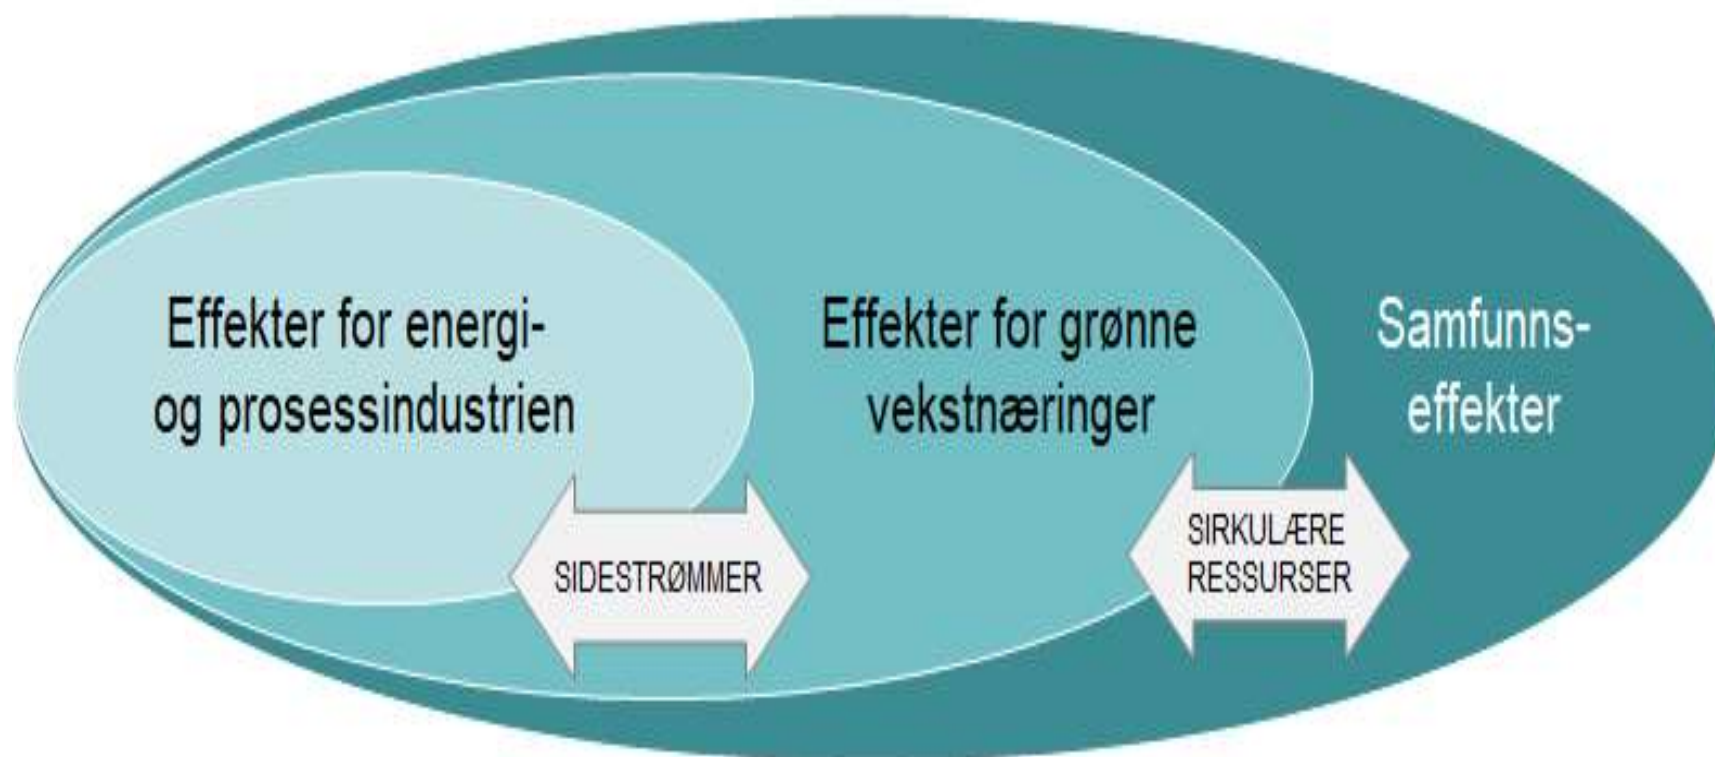 Effekter for energi-
og prosessindustrien
Effekter for grønne
vekstnæringer
Samfunns-
effekter
SIDESTRØMMER
SIRKULÆRE
RESSURSER